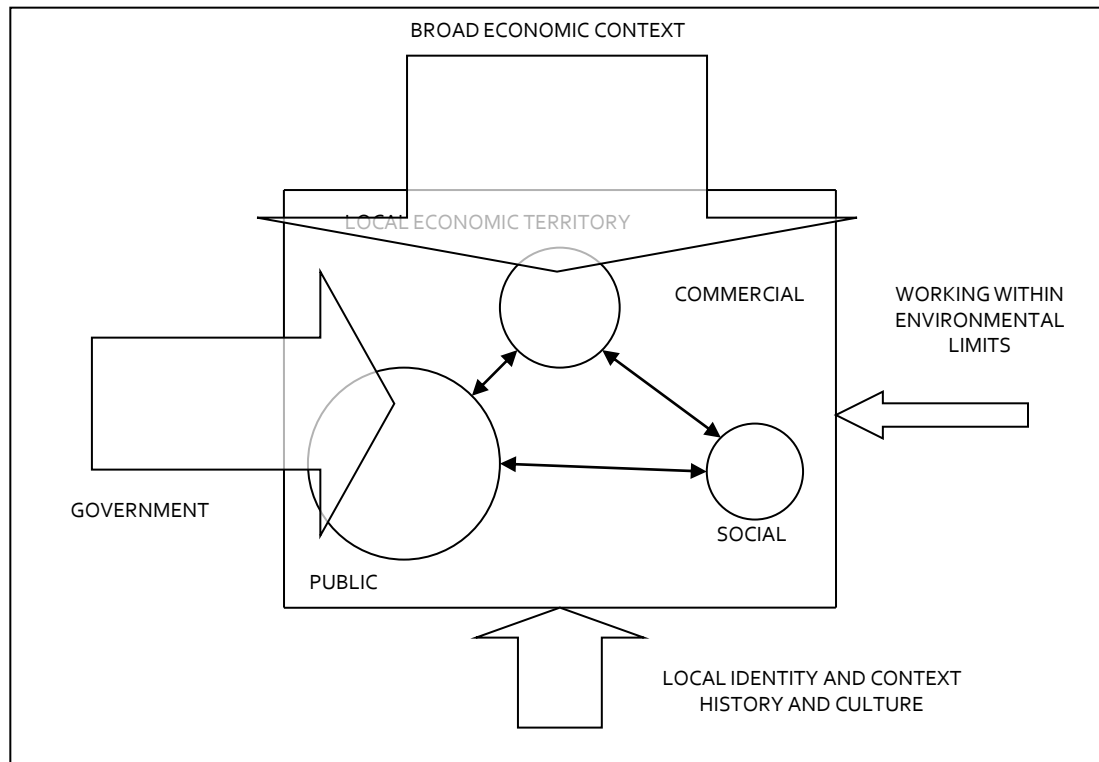 BROAD ECONOMIC CONTEXT
LOCAL ECONOMIC TERRITORY
COMMERCIAL
WORKING WITHIN
ENVIRONMENTAL
LIMITS
GOVERNMENT
SOCIAL
PUBLIC
LOCAL IDENTITY AND CONTEXT
HISTORY AND CULTURE